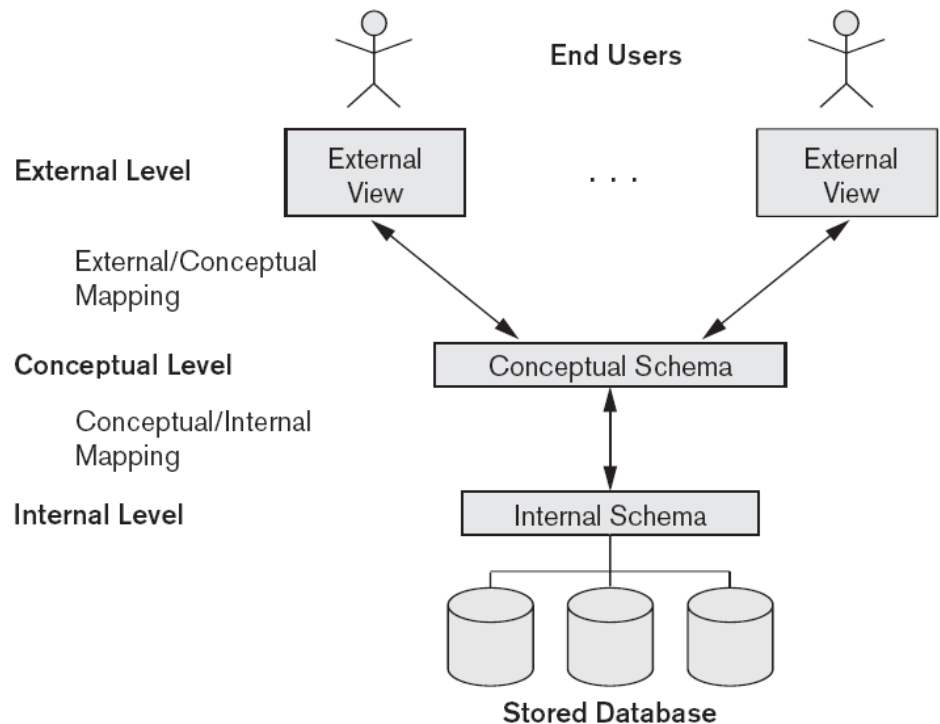 End Users
External Level
External
View
. . .
External
View
External/Conceptual
Mapping
Conceptual Level
Conceptual Schema
Conceptual/Internal
Mapping
Internal Level
Internal Schema
Stored Database